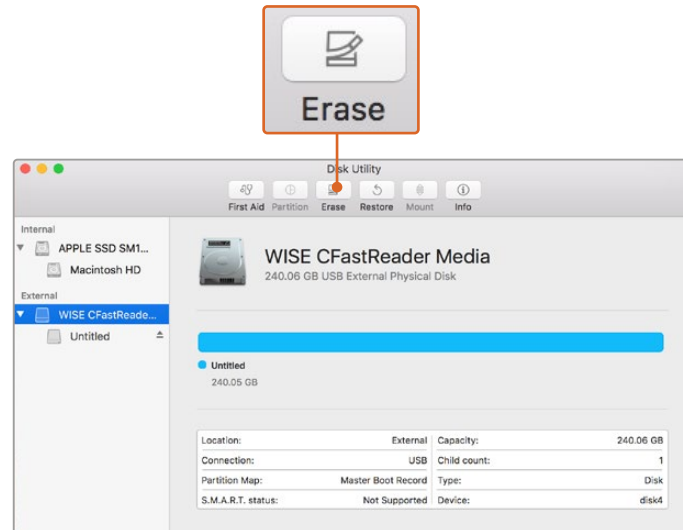 Erase
Disk Utility
First Aid Partition Erase Restore Mount Info
Internal
APPLE SSD SM1...
Macintosh HD
External
WISE CFastReade...
Untitled
WISE CFastReader Media
240.06 GB USB External Physical Disk
Untitled
240.05 GB
Location: External Capacity: 240.06 GB
Connection: USB Child count: 1
Partition Map: Master Boot Record Type: Disk
S.M.A.R.T. status: Not Supported Device: disk4